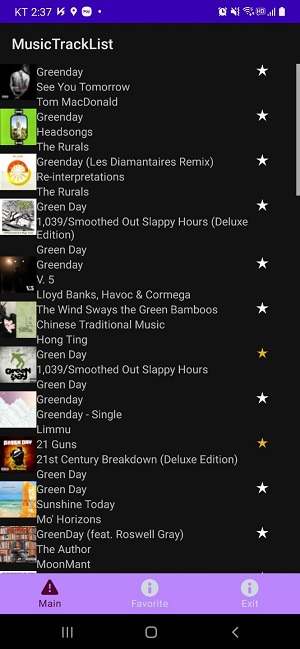 KT 2:37
MusicTrackList
Greenday
See You Tomorrow
Tom MacDonald
Greenday
Headsongs
The Rurals
Greenday (Les Diamantaires Remix)
Re-interpretations
The Rurals
Green Day
1,039/Smoothed Out Slappy Hours (Deluxe
Edition)
Green Day
Greenday
V. 5
Lloyd Banks, Havoc & Cormega
The Wind Sways the Green Bamboos
Chinese Traditional Music
Hong Ting
Green Day
1,039/Smoothed Out Slappy Hours
Green Day
Greenday
Greenday - Single
Limmu
21 Guns
21st Century Breakdown (Deluxe Edition)
Green Day
Green Day
Sunshine Today
Mo' Horizons
GreenDay (feat. Roswell Gray)
The Author
MoonMant
Main
Favorite
Exit